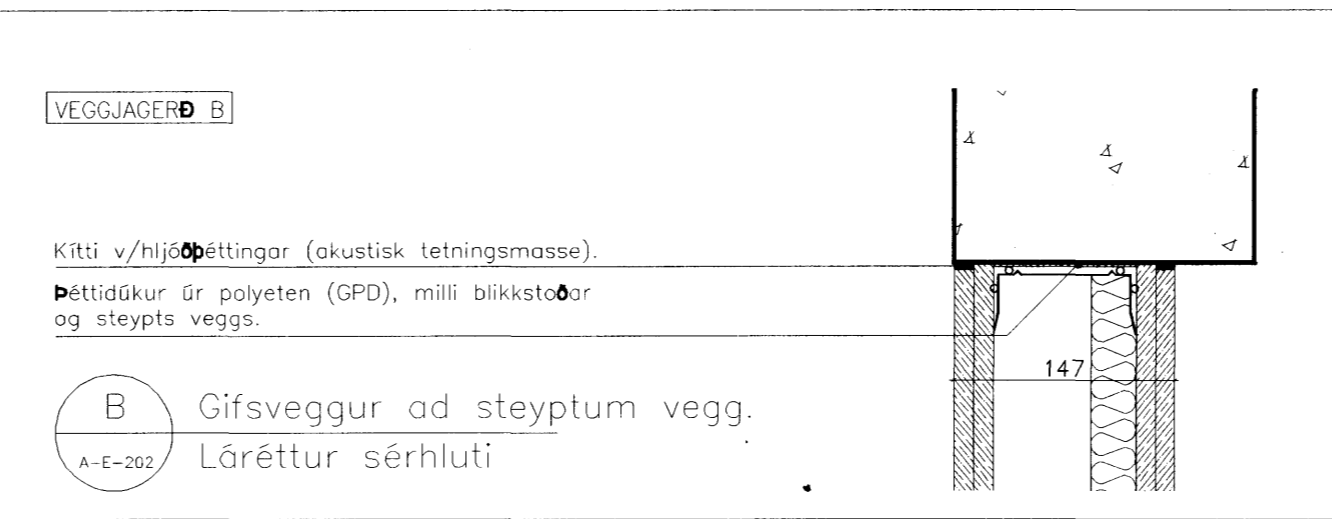 VEGGJAGERÐ B
Kítti v/hljóðþéttingar (akustisk tetningsmasse).
Þéttidúkur úr polyeten (GPD), milli blikkstoðar
og steypts veggs.
147
B
Gifsveggur ad steyptum vegg.
A-E-202
Láréttur sérhluti